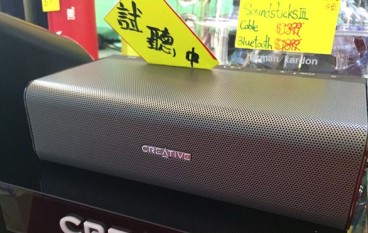 Soundsticks III
Cable
Bluetooth
試聽中
harman/kardon
CREATIVE